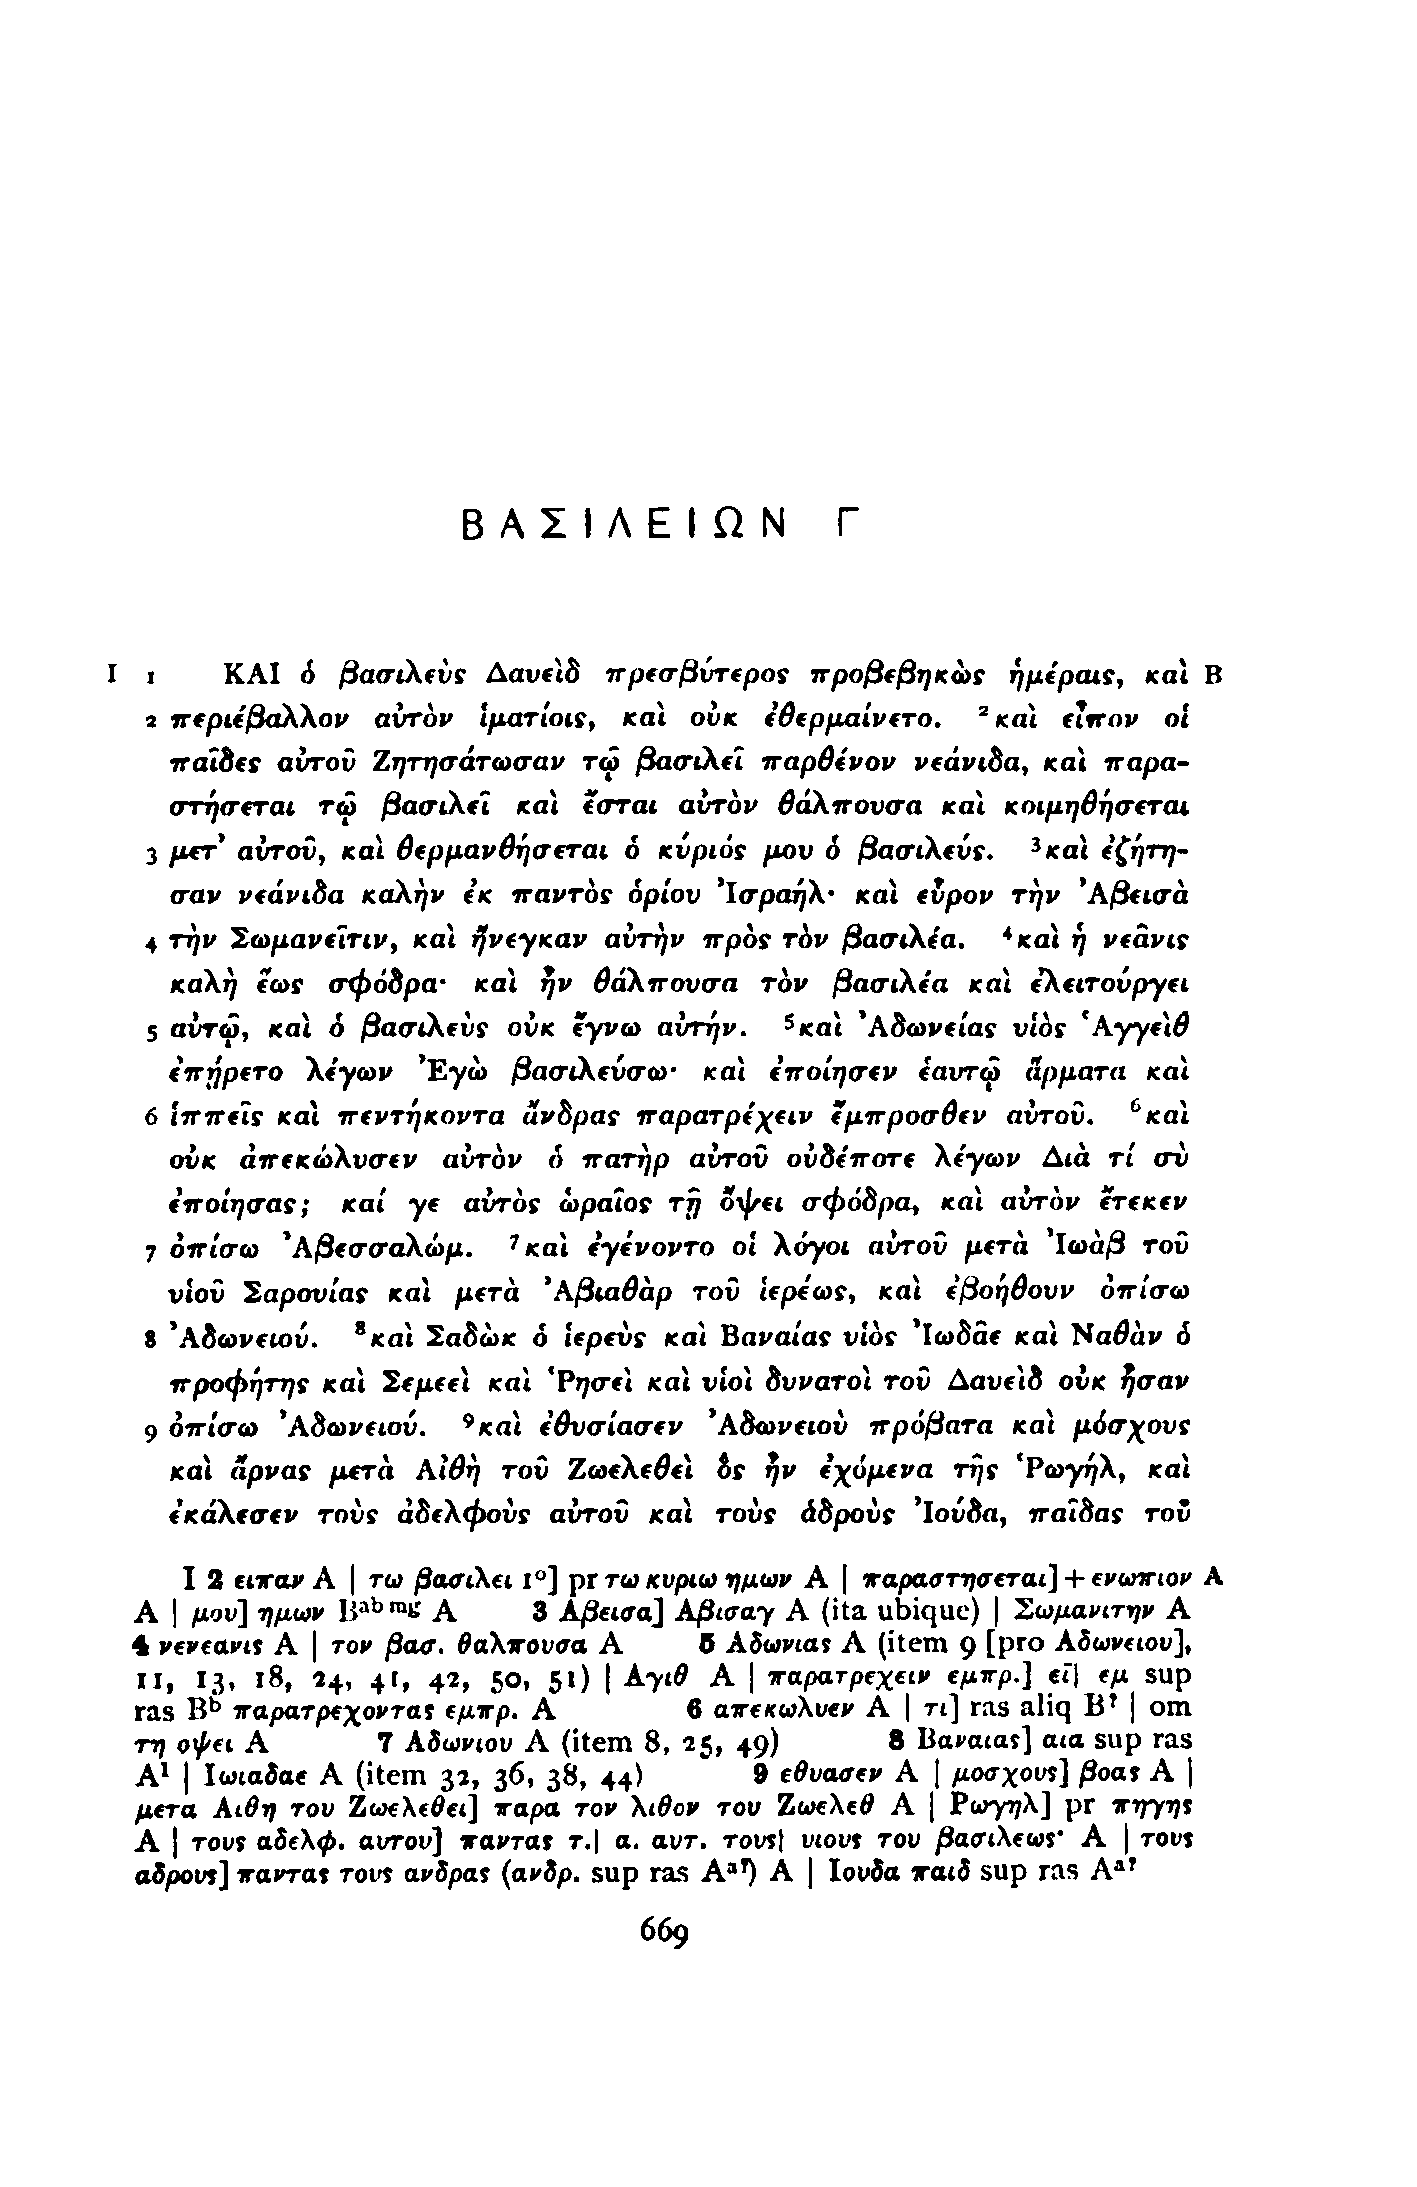 ΒΑΣΙΛΕΙΩΝ Γ
I 1 ΚΑΙ ὁ βασιλεὺς Δαυεὶδ πρεσβύτερος προβεβηκὼς ἡμέραις, καὶ B
2 περιέβαλλον αὐτὸν ἱματίοις, καὶ οὐκ ἐθερμαίνετο. ²καὶ εἶπον οἱ
παῖδες αὐτοῦ Ζητησάτωσαν τῷ βασιλεῖ παρθένον νεάνιδα, καὶ παρα-
στήσεται τῷ βασιλεῖ καὶ ἔσται αὐτὸν θάλπουσα καὶ κοιμηθήσεται
3 μετ᾽ αὐτοῦ, καὶ θερμανθήσεται ὁ κύριός μου ὁ βασιλεύς. ³καὶ ἐζήτη-
σαν νεάνιδα καλὴν ἐκ παντὸς ὁρίου Ἰσραήλ· καὶ εὗρον τὴν Ἀβεισὰ
4 τὴν Σωμανεῖτιν, καὶ ἤνεγκαν αὐτὴν πρὸς τὸν βασιλέα. ⁴καὶ ἡ νεᾶνις
καλὴ ἕως σφόδρα· καὶ ἦν θάλπουσα τὸν βασιλέα καὶ ἐλειτούργει
5 αὐτῷ, καὶ ὁ βασιλεὺς οὐκ ἔγνω αὐτήν. ⁵καὶ Ἀδωνείας υἱὸς Ἁγγεὶθ
ἐπῄρετο λέγων Ἐγὼ βασιλεύσω· καὶ ἐποίησεν ἑαυτῷ ἅρματα καὶ
6 ἱππεῖς καὶ πεντήκοντα ἄνδρας παρατρέχειν ἔμπροσθεν αὐτοῦ. ⁶καὶ
οὐκ ἀπεκώλυσεν αὐτὸν ὁ πατὴρ αὐτοῦ οὐδέποτε λέγων Διὰ τί σὺ
ἐποίησας; καί γε αὐτὸς ὡραῖος τῇ ὄψει σφόδρα, καὶ αὐτὸν ἔτεκεν
7 ὀπίσω Ἀβεσσαλώμ. ⁷καὶ ἐγένοντο οἱ λόγοι αὐτοῦ μετὰ Ἰωὰβ τοῦ
υἱοῦ Σαρουίας καὶ μετὰ Ἀβιαθὰρ τοῦ ἱερέως, καὶ ἐβοήθουν ὀπίσω
8 Ἀδωνειού. ⁸καὶ Σαδὼκ ὁ ἱερεὺς καὶ Βαναίας υἱὸς Ἰωδᾶε καὶ Ναθὰν ὁ
προφήτης καὶ Σεμεεὶ καὶ Ῥησεὶ καὶ υἱοὶ δυνατοὶ τοῦ Δαυεὶδ οὐκ ἦσαν
9 ὀπίσω Ἀδωνειού. ⁹καὶ ἐθυσίασεν Ἀδωνειοὺ πρόβατα καὶ μόσχους
καὶ ἄρνας μετὰ Αἰθὴ τοῦ Ζωελεθεὶ ὃς ἦν ἐχόμενα τῆς Ῥωγήλ, καὶ
ἐκάλεσεν τοὺς ἀδελφοὺς αὐτοῦ καὶ τοὺς ἁδροὺς Ἰούδα, παῖδας τοῦ
I 2 ειπαν A | τω βασιλει 1°] pr τω κυριω ημων A | παραστησεται] + ενωπιον A
A | μου] ημων Bᵃᵇ ᵐᵍ A 3 Αβεισα] Αβισαγ A (ita ubique) | Σωμανιτην A
4 νενεανις A | τον βασ. θαλπουσα A 5 Αδωνιας A (item 9 [pro Αδωνειου],
11, 13, 18, 24, 41, 42, 50, 51) | Αγιθ A | παρατρεχειν εμπρ.] εῑ| εμ sup
ras Bᵇ παρατρεχοντας εμπρ. A 6 απεκωλυεν A | τι] ras aliq B? | om
τη οψει A 7 Αδωνιου A (item 8, 25, 49) 8 Βαναιας] αια sup ras
A¹ | Ιωιαδαε A (item 32, 36, 38, 44) 9 εθυασεν A | μοσχους] βοας A |
μετα Αιθη του Ζωελεθει] παρα τον λιθον του Ζωελεθ A | Ρωγηλ] pr πηγης
A | τους αδελφ. αυτου] παντας τ.| α. αυτ. τους| υιους του βασιλεως· A | τους
αδρους] παντας τους ανδρας (ανδρ. sup ras Aᵃ?) A | Ιουδα παιδ sup ras Aᵃ?
669